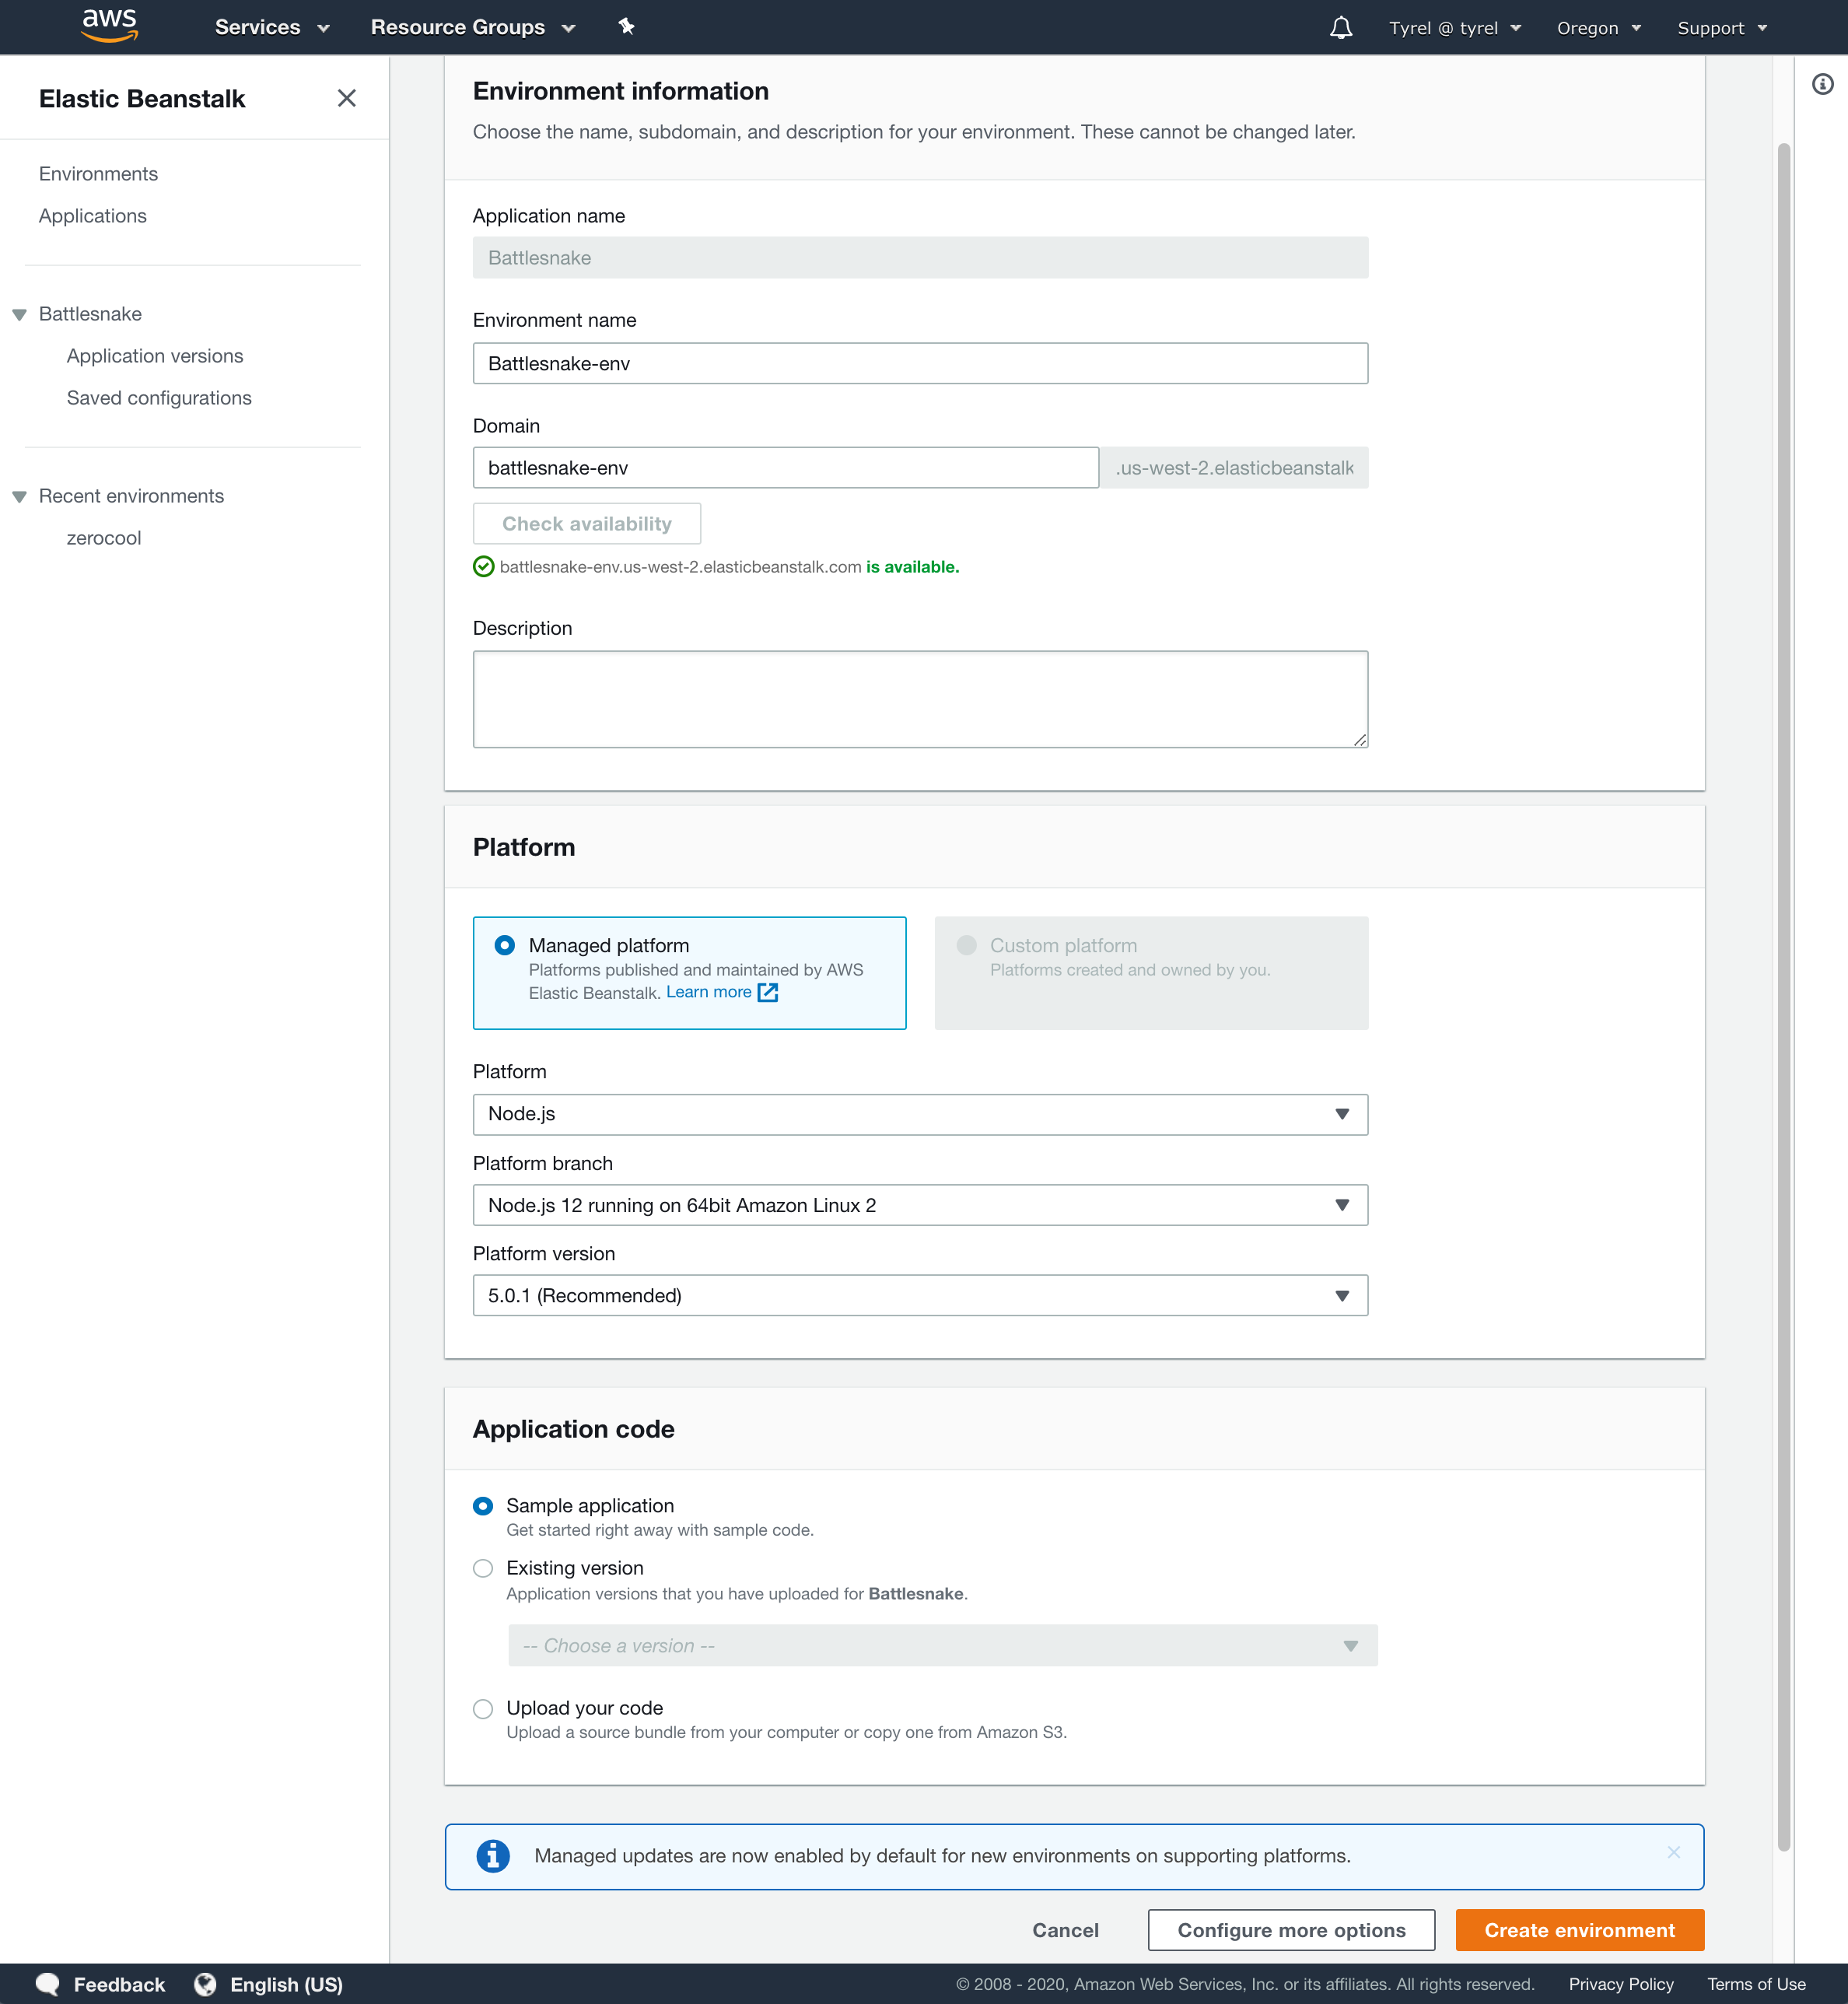 aws
Services
Resource Groups
Tyrel @ tyrel
Oregon
Support
Elastic Beanstalk
Environments
Applications
Battlesnake
Application versions
Saved configurations
Recent environments
zerocool
Environment information
Choose the name, subdomain, and description for your environment. These cannot be changed later.
Application name
Battlesnake
Environment name
Battlesnake-env
Domain
battlesnake-env
.us-west-2.elasticbeanstalk
Check availability
battlesnake-env.us-west-2.elasticbeanstalk.com is available.
Description
Platform
Managed platform
Platforms published and maintained by AWS
Elastic Beanstalk. Learn more
Custom platform
Platforms created and owned by you.
Platform
Node.js
Platform branch
Node.js 12 running on 64bit Amazon Linux 2
Platform version
5.0.1 (Recommended)
Application code
Sample application
Get started right away with sample code.
Existing version
Application versions that you have uploaded for Battlesnake.
-- Choose a version --
Upload your code
Upload a source bundle from your computer or copy one from Amazon S3.
Managed updates are now enabled by default for new environments on supporting platforms.
Cancel
Configure more options
Create environment
Feedback
English (US)
© 2008 - 2020, Amazon Web Services, Inc. or its affiliates. All rights reserved.
Privacy Policy
Terms of Use